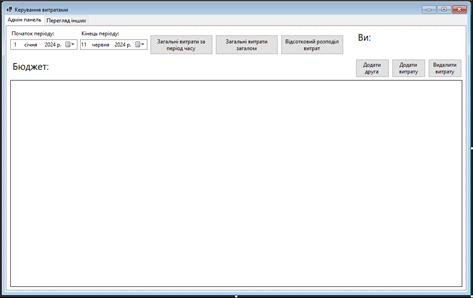 Керування витратами
Адмін панель Перегляд інших
Початок періоду: Кінець періоду:
1 січня 2024 р. 11 червня 2024 р.
Загальні витрати за
період часу
Загальні витрати
загалом
Відсотковий розподіл
витрат
Ви:
Бюджет:
Додати
друга
Додати
витрату
Видалити
витрату